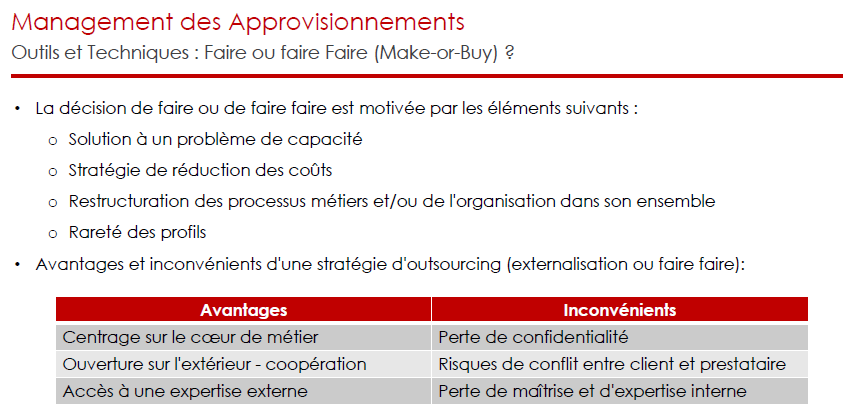 Management des Approvisionnements
Outils et Techniques : Faire ou faire Faire (Make-or-Buy) ?
• La décision de faire ou de faire faire est motivée par les éléments suivants :
o Solution à un problème de capacité
o Stratégie de réduction des coûts
o Restructuration des processus métiers et/ou de l'organisation dans son ensemble
o Rareté des profils
• Avantages et inconvénients d'une stratégie d'outsourcing (externalisation ou faire faire):
Avantages Inconvénients
Centrage sur le cœur de métier Perte de confidentialité
Ouverture sur l'extérieur - coopération Risques de conflit entre client et prestataire
Accès à une expertise externe Perte de maîtrise et d'expertise interne